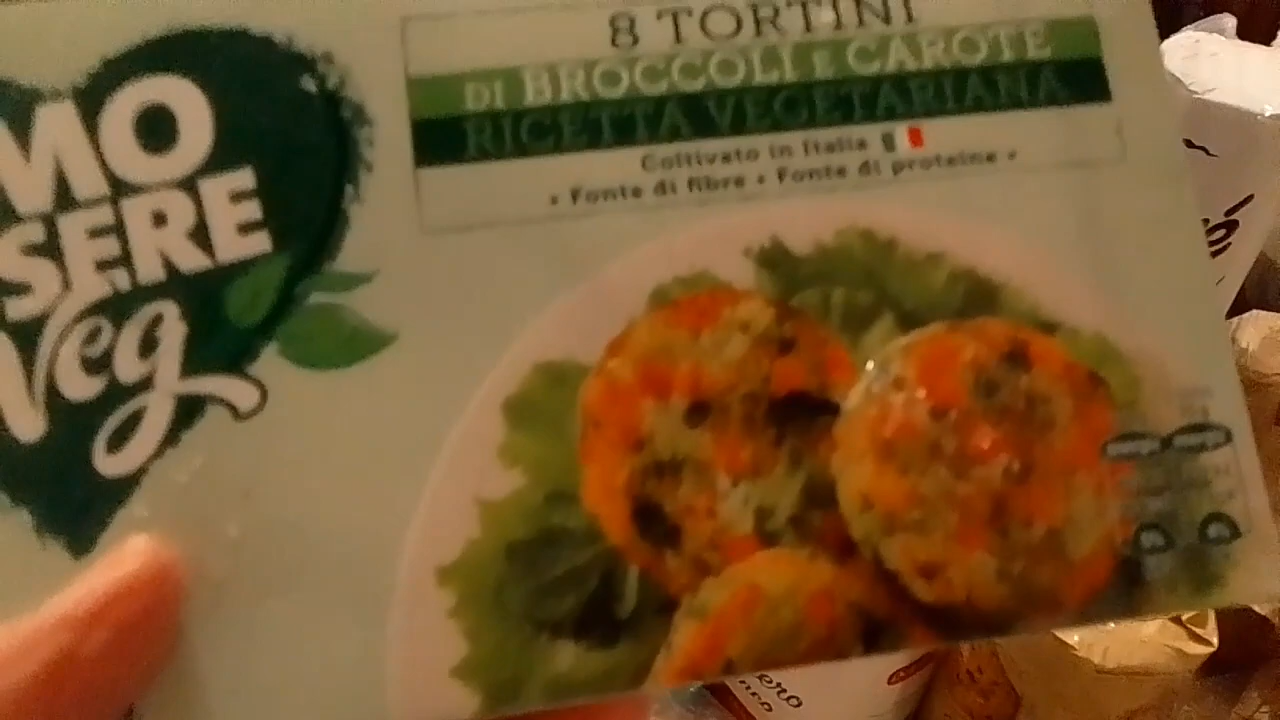 MO
SERE
Veg
8 TORTINI
DI BROCCOLI E CAROTE
RICETTA VEGETARIANA
Coltivato in Italia
• Fonte di fibre • Fonte di proteine •